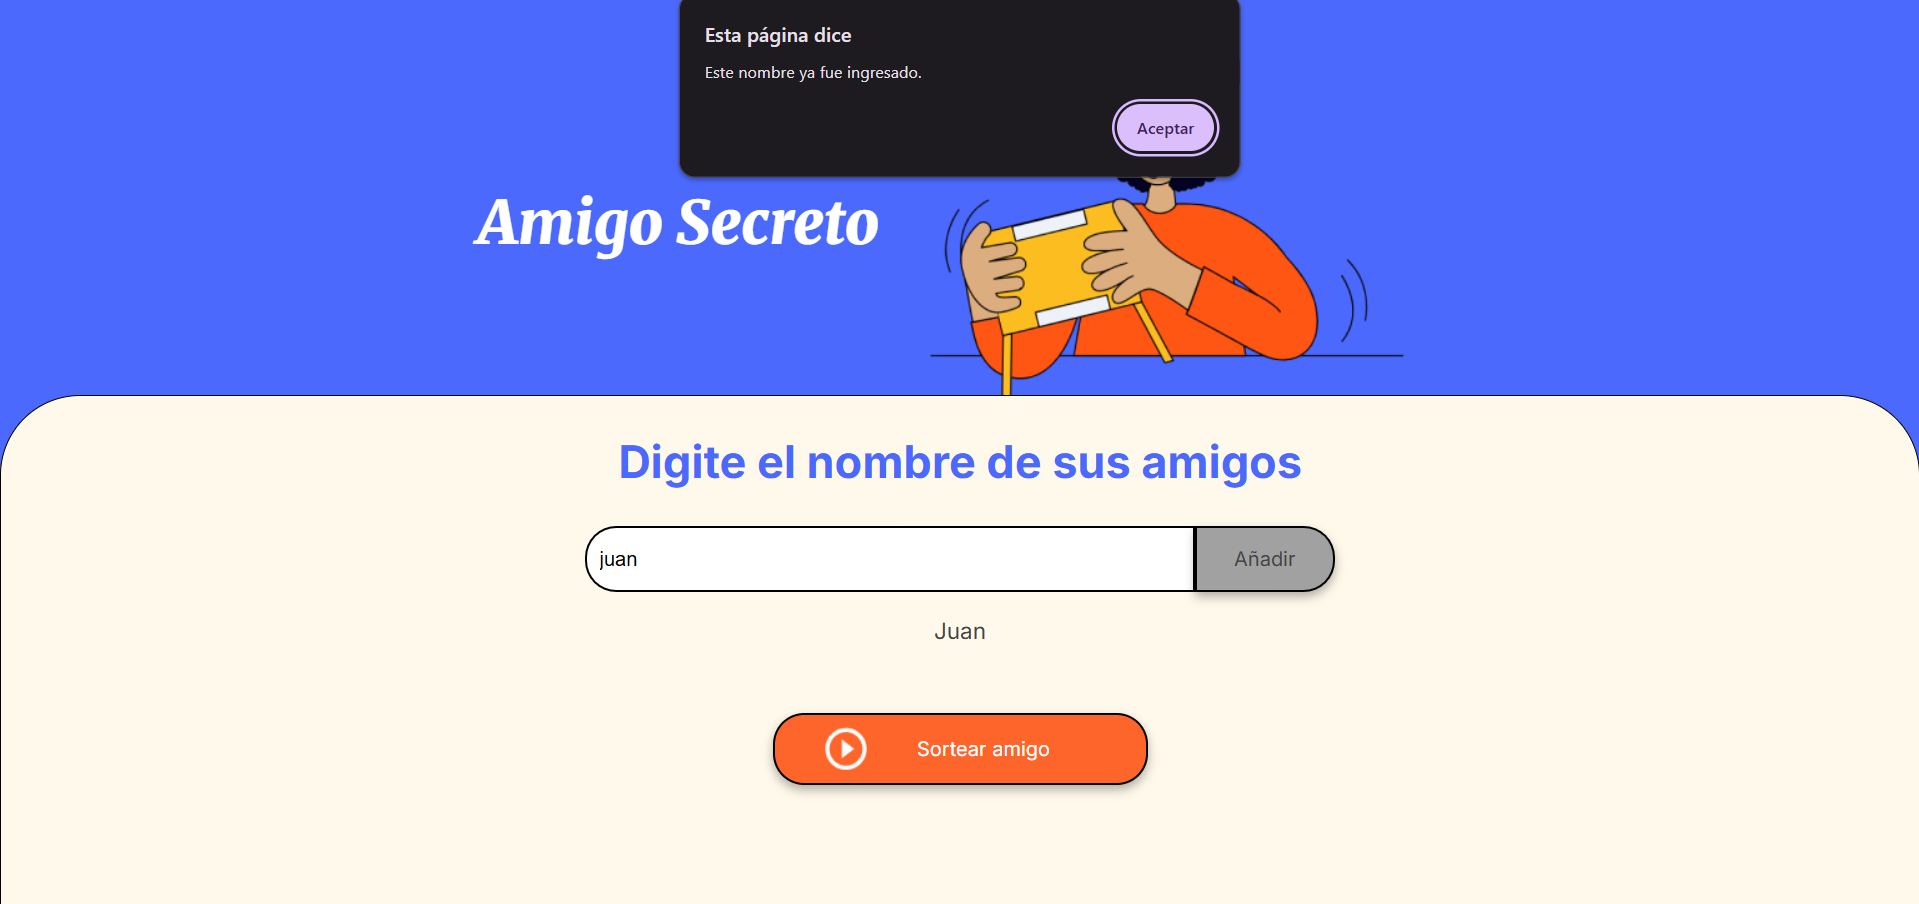 Esta página dice
Este nombre ya fue ingresado.
Aceptar
Amigo Secreto
Digite el nombre de sus amigos
juan
Añadir
Juan
Sortear amigo